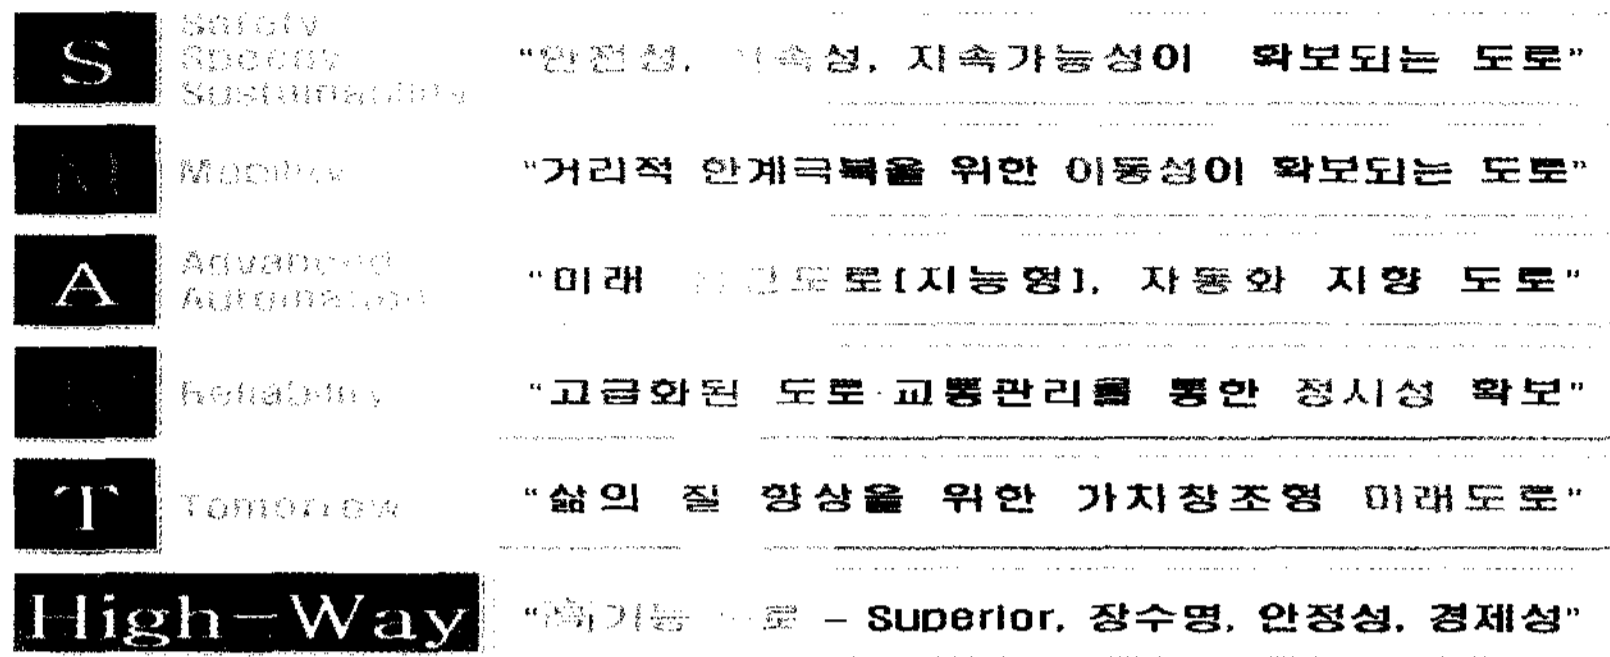 S
Safety
Speedy
Sustainability
“안전성, 신속성, 지속가능성이 확보되는 도로”
M
Mobility
“거리적 한계극복을 위한 이동성이 확보되는 도로”
A
Advanced
Automation
“미래 도로(지능형), 자동화 지향 도로”
R
Reliability
“고급화된 도로·교통관리를 통한 정시성 확보”
T
Tomorrow
“삶의 질 향상을 위한 가치창조형 미래도로”
High-Way
“高기능 도로 – Superior, 장수명, 안정성, 경제성”